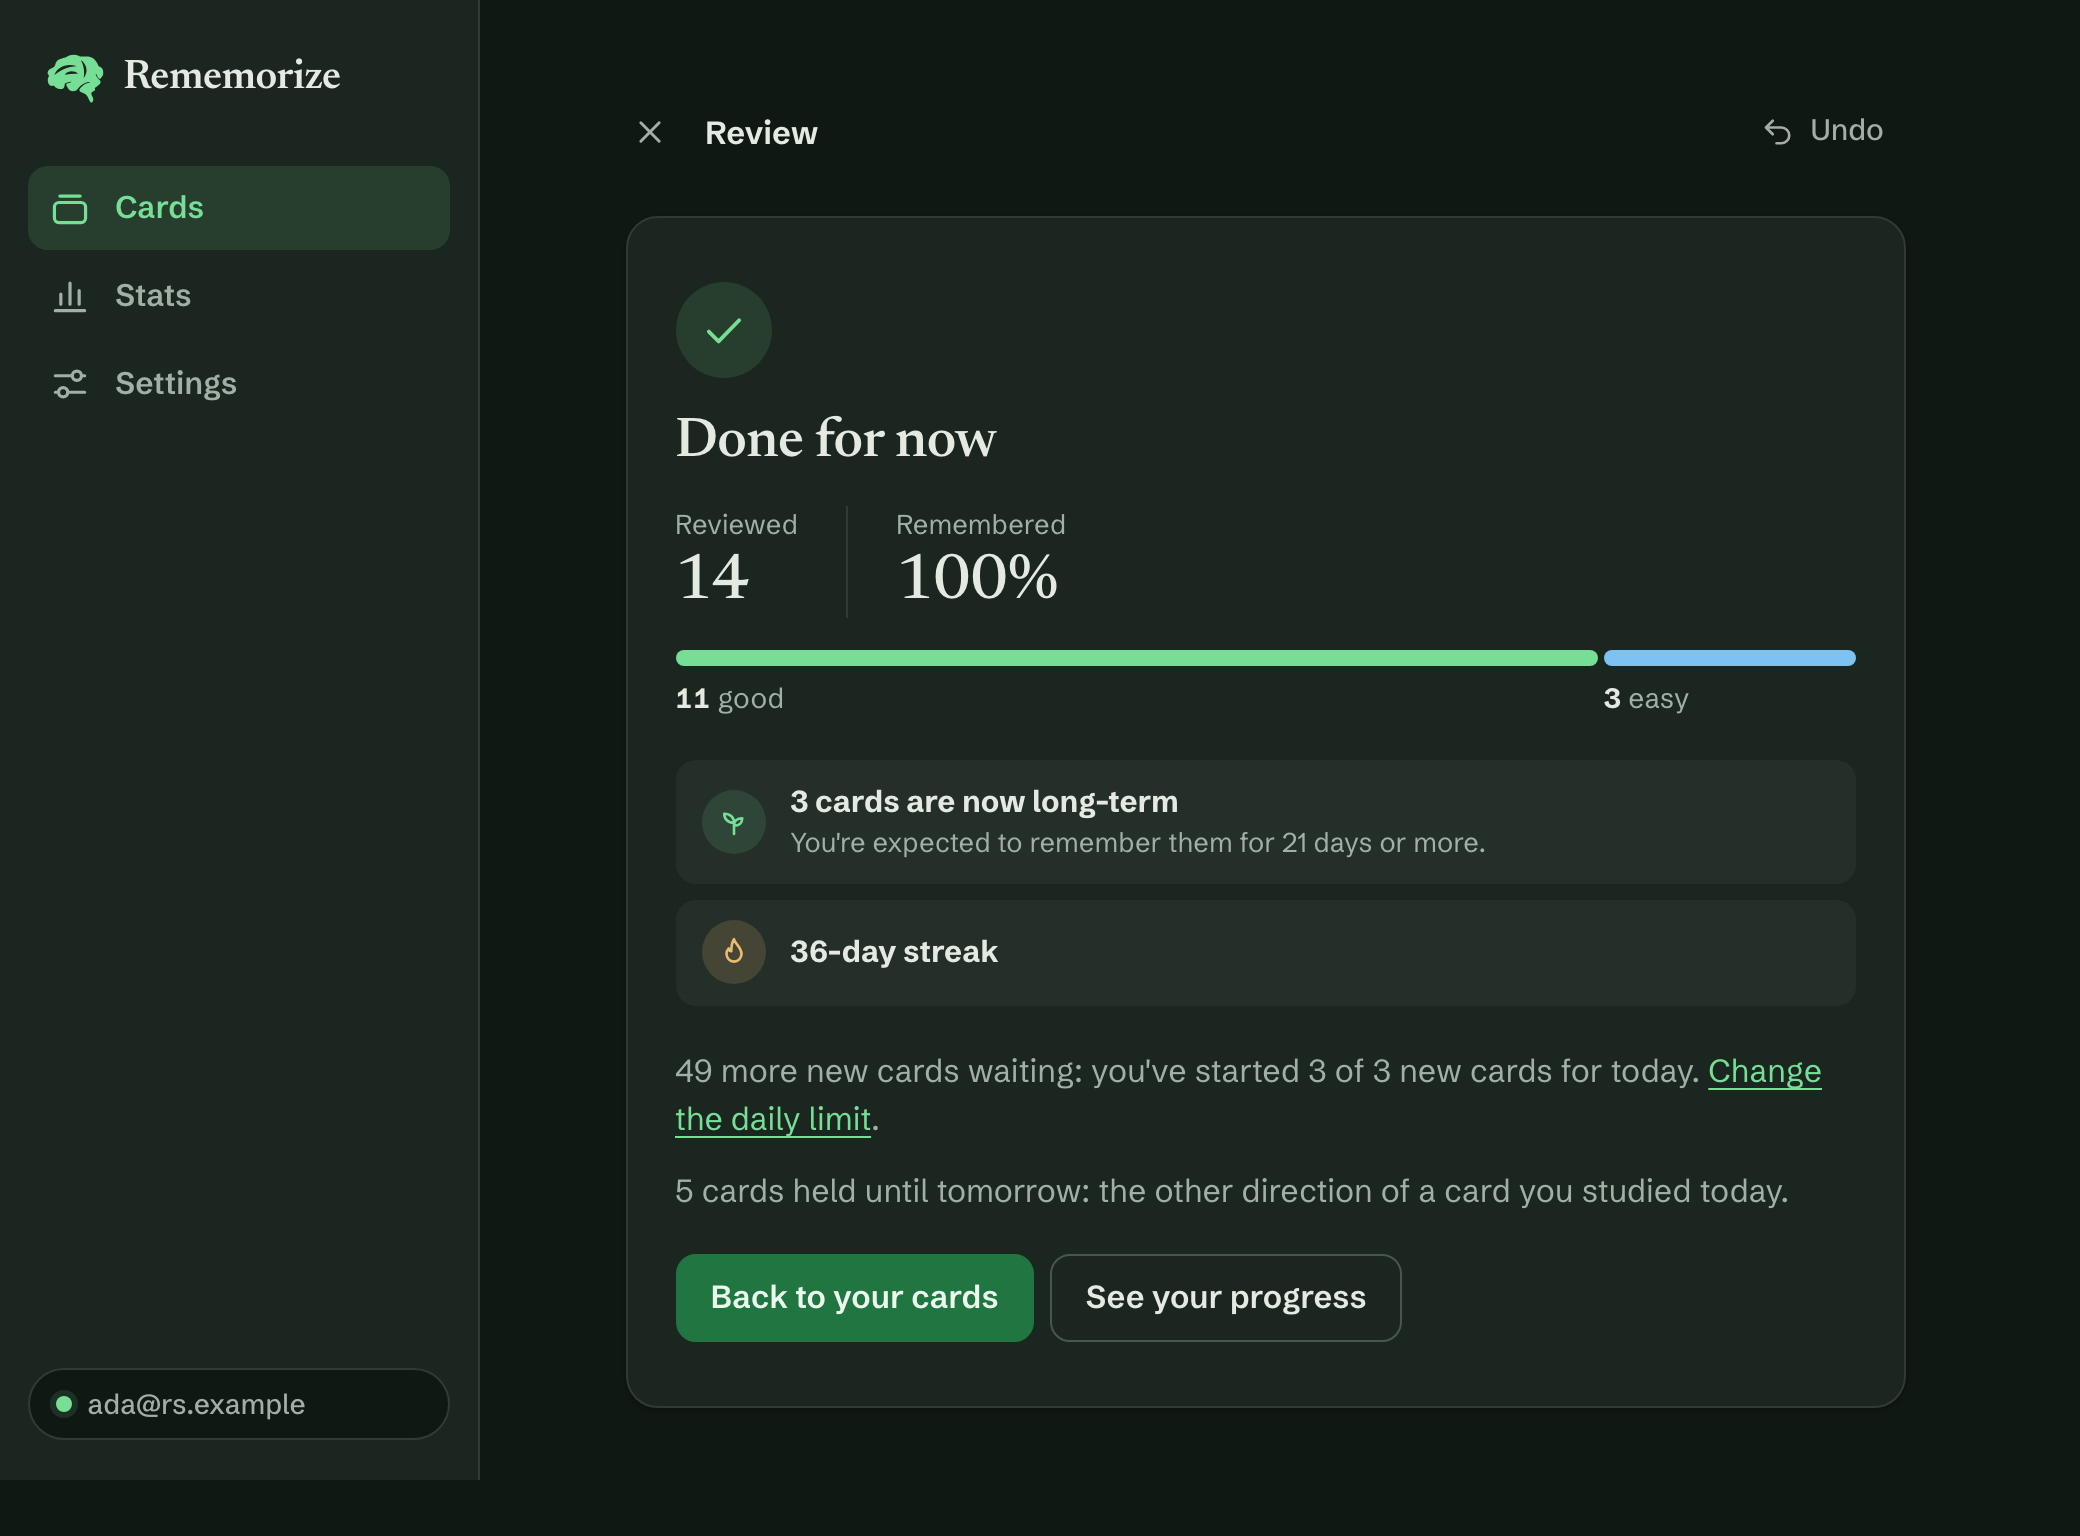 Rememorize
Cards
Stats
Settings
ada@rs.example
Review
Undo
Done for now
Reviewed
14
Remembered
100%
11 good
3 easy
3 cards are now long-term
You're expected to remember them for 21 days or more.
36-day streak
49 more new cards waiting: you've started 3 of 3 new cards for today. Change
the daily limit.
5 cards held until tomorrow: the other direction of a card you studied today.
Back to your cards
See your progress